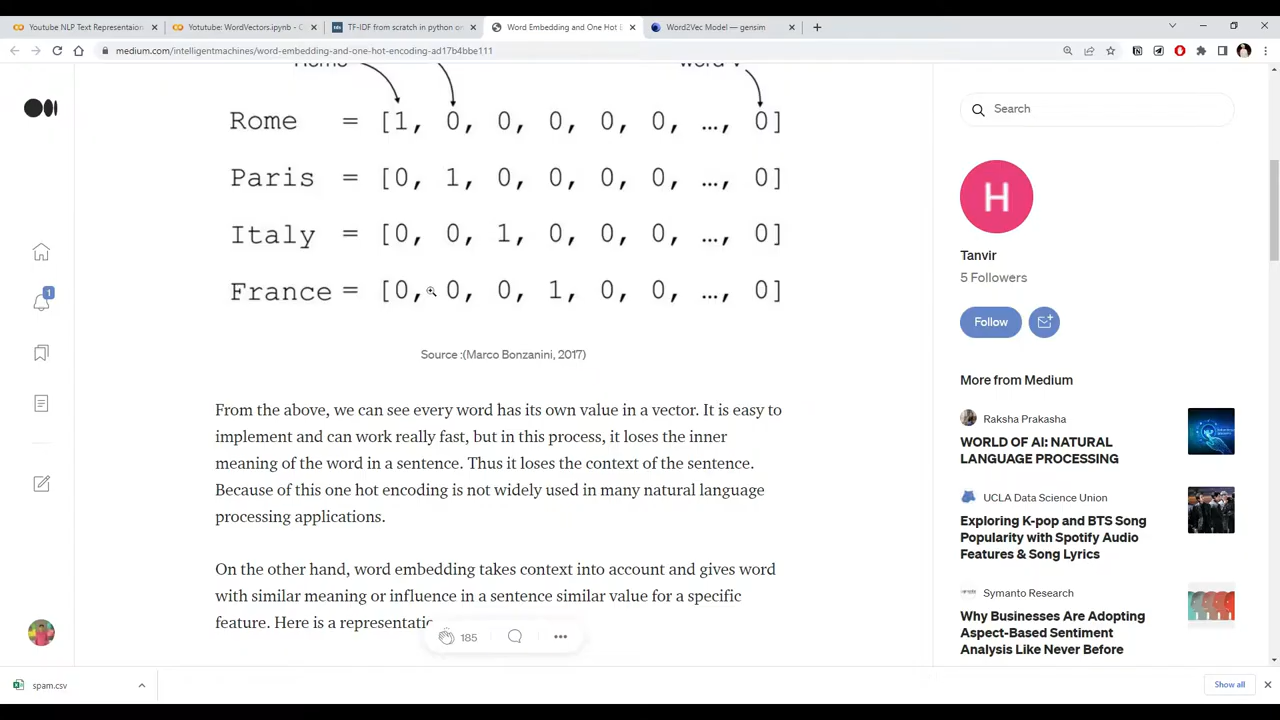 Youtube NLP Text Representaion
Yotutube: WordVectors.ipynb - C
TF-IDF from scratch in python o
Word Embedding and One Hot E
Word2Vec Model — gensim
medium.com/intelligentmachines/word-embedding-and-one-hot-encoding-ad17b4bbe111
Rome = [1, 0, 0, 0, 0, 0, …, 0]
Paris = [0, 1, 0, 0, 0, 0, …, 0]
Italy = [0, 0, 1, 0, 0, 0, …, 0]
France = [0, 0, 0, 1, 0, 0, …, 0]
Source :(Marco Bonzanini, 2017)
From the above, we can see every word has its own value in a vector. It is easy to
implement and can work really fast, but in this process, it loses the inner
meaning of the word in a sentence. Thus it loses the context of the sentence.
Because of this one hot encoding is not widely used in many natural language
processing applications.
On the other hand, word embedding takes context into account and gives word
with similar meaning or influence in a sentence similar value for a specific
feature. Here is a
185
1
Search
H
Tanvir
5 Followers
Follow
More from Medium
Raksha Prakasha
WORLD OF AI: NATURAL
LANGUAGE PROCESSING
UCLA Data Science Union
Exploring K-pop and BTS Song
Popularity with Spotify Audio
Features & Song Lyrics
Symanto Research
Why Businesses Are Adopting
Aspect-Based Sentiment
Analysis Like Never Before
spam.csv
Show all